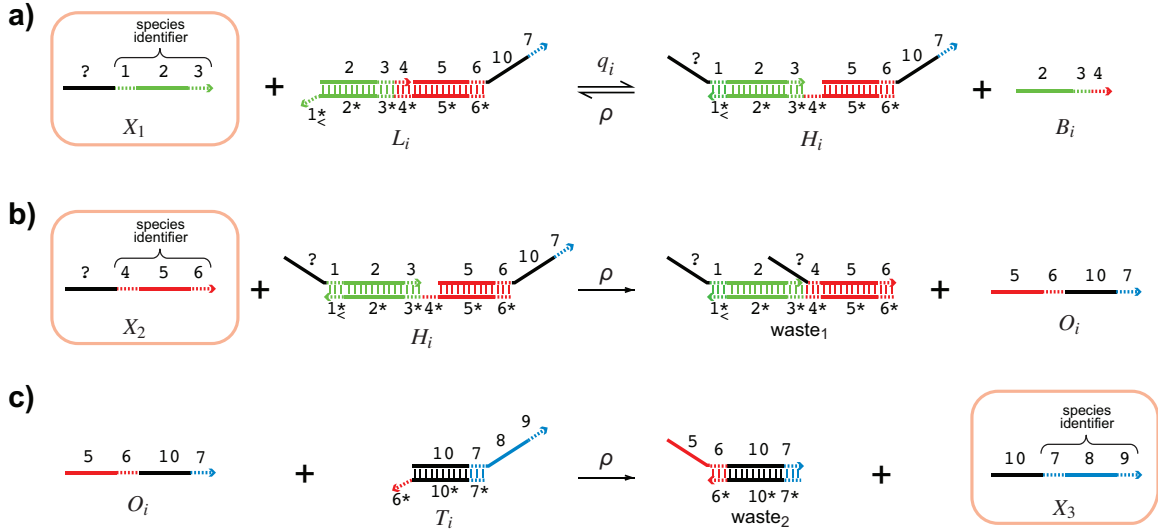 a)
species
identifier
? 1 2 3
X1
+
2 3 4 5 6 10 7
1* < 2* 3* 4* 5* 6*
Li
qi
ρ
? 1 2 3 5 6 10 7
1* < 2* 3* 4* 5* 6*
Hi
+
2 3 4
Bi
b)
species
identifier
? 4 5 6
X2
+
? 1 2 3 5 6 10 7
1* < 2* 3* 4* 5* 6*
Hi
ρ
? 1 2 ? 4 5 6
1* < 2* 3* 4* 5* 6*
waste1
+
5 6 10 7
Oi
c)
5 6 10 7
Oi
+
10 7 8 9
6* 10* 7*
Ti
ρ
5 6 10 7
6* 10* 7*
waste2
+
species
identifier
10 7 8 9
X3